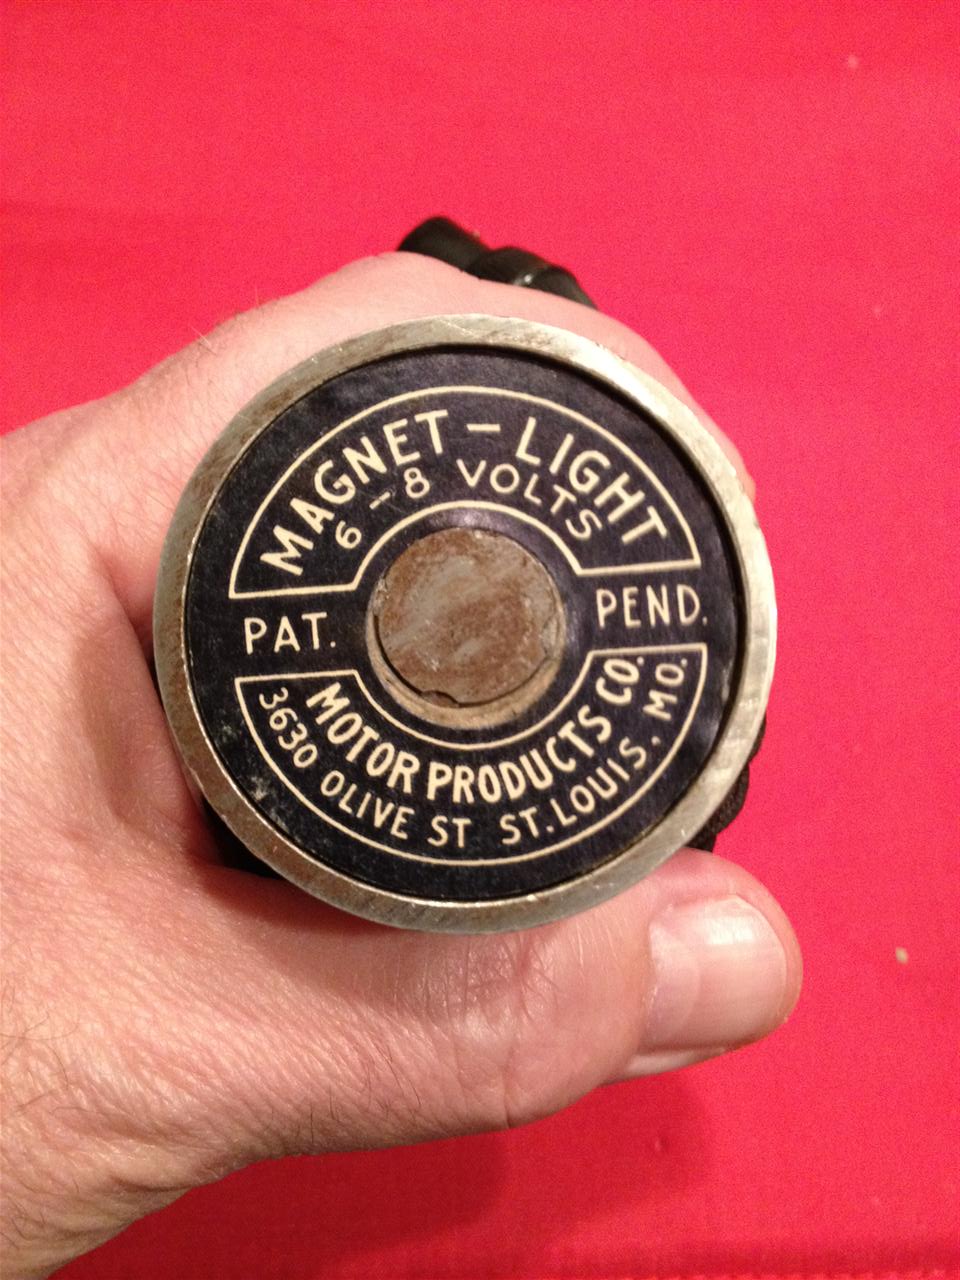 MAGNET-LIGHT
6-8 VOLTS
PAT. PEND.
MOTOR PRODUCTS CO.
3630 OLIVE ST ST. LOUIS, MO.